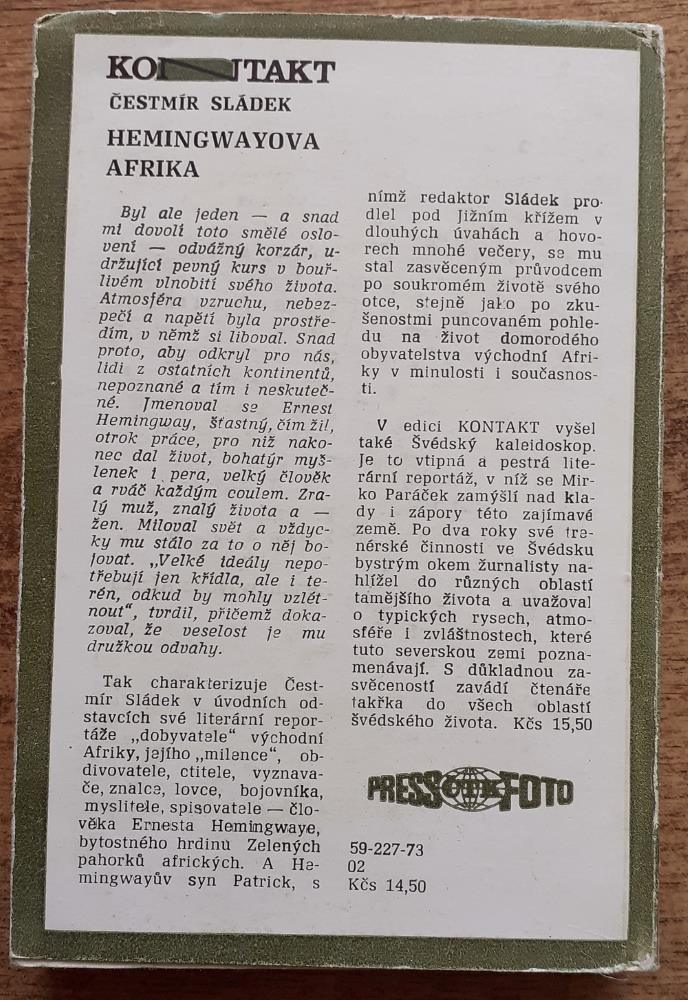 KONTAKT
ČESTMÍR SLÁDEK
HEMINGWAYOVA
AFRIKA
Byl ale jeden — a snad
mi dovolí toto smělé oslo-
vení — odvážný korzár, u-
držující pevný kurs v bouř-
livém vlnobití svého života.
Atmosféra vzruchu, nebez-
pečí a napětí byla prostře-
dím, v němž si liboval. Snad
proto, aby odkryl pro nás,
lidi z ostatních kontinentů,
nepoznané a tím i neskuteč-
né. Jmenoval se Ernest
Hemingway, šťastný, čím žil,
otrok práce, pro niž nako-
nec dal život, bohatýr myš-
lenek i pera, velký člověk
a rváč každým coulem. Zra-
lý muž, znalý života a —
žen. Miloval svět a vždyc-
ky mu stálo za to o něj bo-
jovat. „Velké ideály nepo-
třebují jen křídla, ale i te-
rén, odkud by mohly vzlét-
nout“, tvrdil, přičemž doka-
zoval, že veselost je mu
družkou odvahy.
Tak charakterizuje Čest-
mír Sládek v úvodních od-
stavcích své literární repor-
táže „dobyvatele“ východní
Afriky, jejího „milence“, ob-
divovatele, ctitele, vyznava-
če, znalce, lovce, bojovníka,
myslitele, spisovatele — člo-
věka Ernesta Hemingwaye,
bytostného hrdinu Zelených
pahorků afrických. A He-
mingwayův syn Patrick, s
nímž redaktor Sládek pro-
dlel pod Jižním křížem v
dlouhých úvahách a hovo-
rech mnohé večery, se mu
stal zasvěceným průvodcem
po soukromém životě svého
otce, stejně jako po zku-
šenostmi puncovaném pohle-
du na život domorodého
obyvatelstva východní Afri-
ky v minulosti i současnos-
ti.
V edici KONTAKT vyšel
také Švédský kaleidoskop.
Je to vtipná a pestrá lite-
rární reportáž, v níž se Mir-
ko Paráček zamýšlí nad kla-
dy i zápory této zajímavé
země. Po dva roky své tre-
nérské činnosti ve Švédsku
bystrým okem žurnalisty na-
hlížel do různých oblastí
tamějšího života a uvažoval
o typických rysech, atmo-
sféře i zvláštnostech, které
tuto severskou zemi pozna-
menávají. S důkladnou za-
svěceností zavádí čtenáře
takřka do všech oblastí
švédského života. Kčs 15,50
PRESSČTKFOTO
59-227-73
02
Kčs 14,50